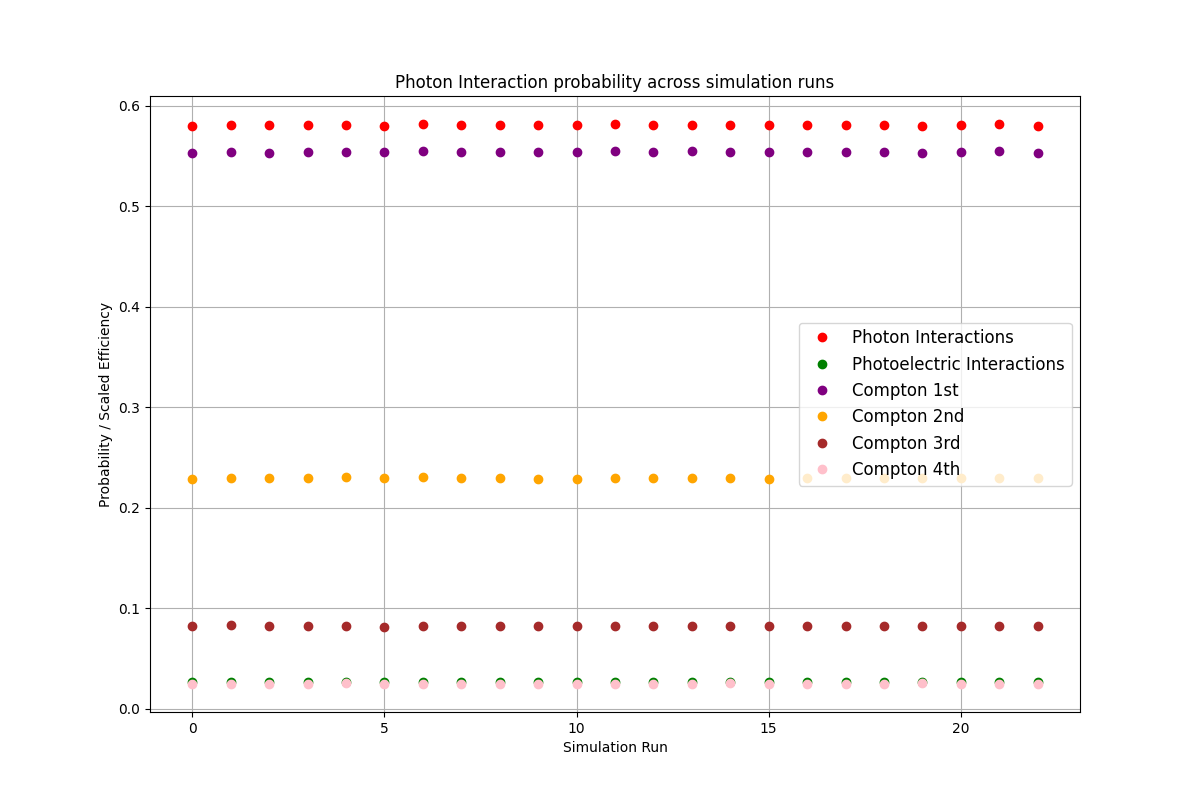 Photon Interaction probability across simulation runs
Probability / Scaled Efficiency
0.6
0.5
0.4
0.3
0.2
0.1
0.0
Photon Interactions
Photoelectric Interactions
Compton 1st
Compton 2nd
Compton 3rd
Compton 4th
0 5 10 15 20
Simulation Run